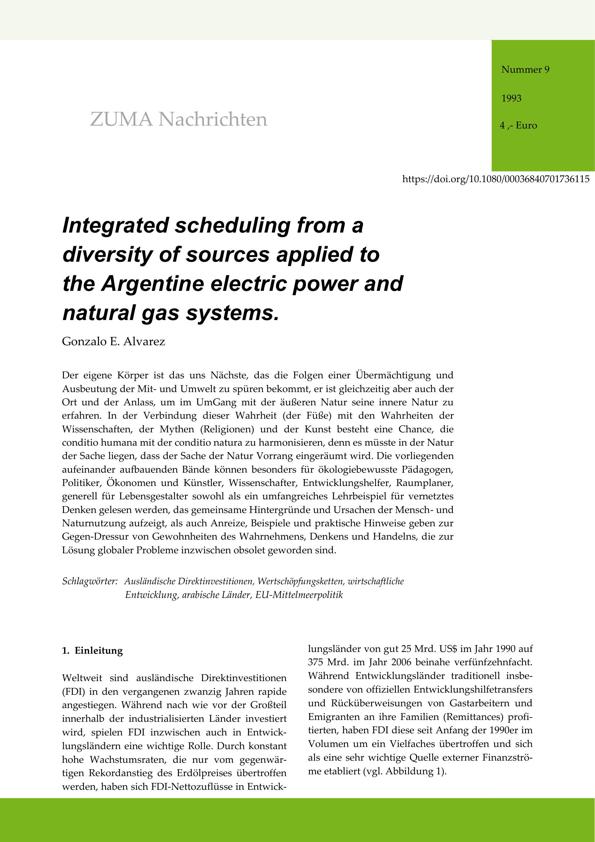 Nummer 9
1993
4 ,- Euro
ZUMA Nachrichten
https://doi.org/10.1080/00036840701736115
Integrated scheduling from a
diversity of sources applied to
the Argentine electric power and
natural gas systems.
Gonzalo E. Alvarez
Der eigene Körper ist das uns Nächste, das die Folgen einer Übermächtigung und
Ausbeutung der Mit- und Umwelt zu spüren bekommt, er ist gleichzeitig aber auch der
Ort und der Anlass, um im UmGang mit der äußeren Natur seine innere Natur zu
erfahren. In der Verbindung dieser Wahrheit (der Füße) mit den Wahrheiten der
Wissenschaften, der Mythen (Religionen) und der Kunst besteht eine Chance, die
conditio humana mit der conditio natura zu harmonisieren, denn es müsste in der Natur
der Sache liegen, dass der Sache der Natur Vorrang eingeräumt wird. Die vorliegenden
aufeinander aufbauenden Bände können besonders für ökologiebewusste Pädagogen,
Politiker, Ökonomen und Künstler, Wissenschafter, Entwicklungshelfer, Raumplaner,
generell für Lebensgestalter sowohl als ein umfangreiches Lehrbeispiel für vernetztes
Denken gelesen werden, das gemeinsame Hintergründe und Ursachen der Mensch- und
Naturnutzung aufzeigt, als auch Anreize, Beispiele und praktische Hinweise geben zur
Gegen-Dressur von Gewohnheiten des Wahrnehmens, Denkens und Handelns, die zur
Lösung globaler Probleme inzwischen obsolet geworden sind.
Schlagwörter: Ausländische Direktinvestitionen, Wertschöpfungsketten, wirtschaftliche
Entwicklung, arabische Länder, EU-Mittelmeerpolitik
1. Einleitung
Weltweit sind ausländische Direktinvestitionen
(FDI) in den vergangenen zwanzig Jahren rapide
angestiegen. Während nach wie vor der Großteil
innerhalb der industrialisierten Länder investiert
wird, spielen FDI inzwischen auch in Entwick-
lungsländern eine wichtige Rolle. Durch konstant
hohe Wachstumsraten, die nur vom gegenwär-
tigen Rekordanstieg des Erdölpreises übertroffen
werden, haben sich FDI-Nettozuflüsse in Entwick-
lungsländer von gut 25 Mrd. US$ im Jahr 1990 auf
375 Mrd. im Jahr 2006 beinahe verfünfzehnfacht.
Während Entwicklungsländer traditionell insbe-
sondere von offiziellen Entwicklungshilfetransfers
und Rücküberweisungen von Gastarbeitern und
Emigranten an ihre Familien (Remittances) profi-
tierten, haben FDI diese seit Anfang der 1990er im
Volumen um ein Vielfaches übertroffen und sich
als eine sehr wichtige Quelle externer Finanzströ-
me etabliert (vgl. Abbildung 1).